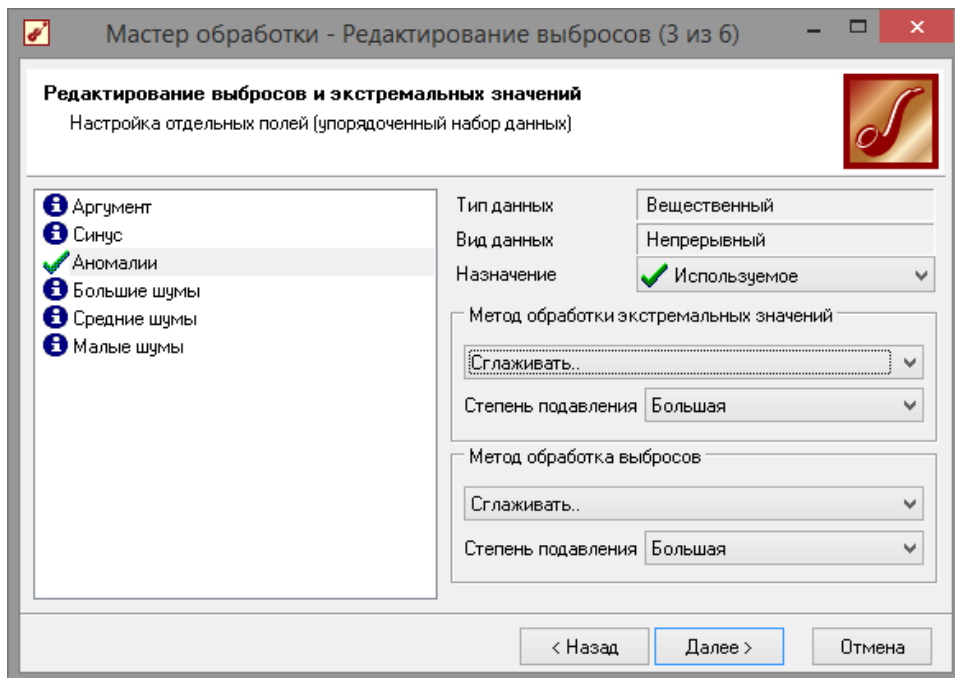 Мастер обработки - Редактирование выбросов (3 из 6)
Редактирование выбросов и экстремальных значений
Настройка отдельных полей (упорядоченный набор данных)
Аргумент
Синус
Аномалии
Большие шумы
Средние шумы
Малые шумы
Тип данных Вещественный
Вид данных Непрерывный
Назначение Используемое
Метод обработки экстремальных значений
Сглаживать..
Степень подавления Большая
Метод обработка выбросов
Сглаживать..
Степень подавления Большая
< Назад Далее > Отмена